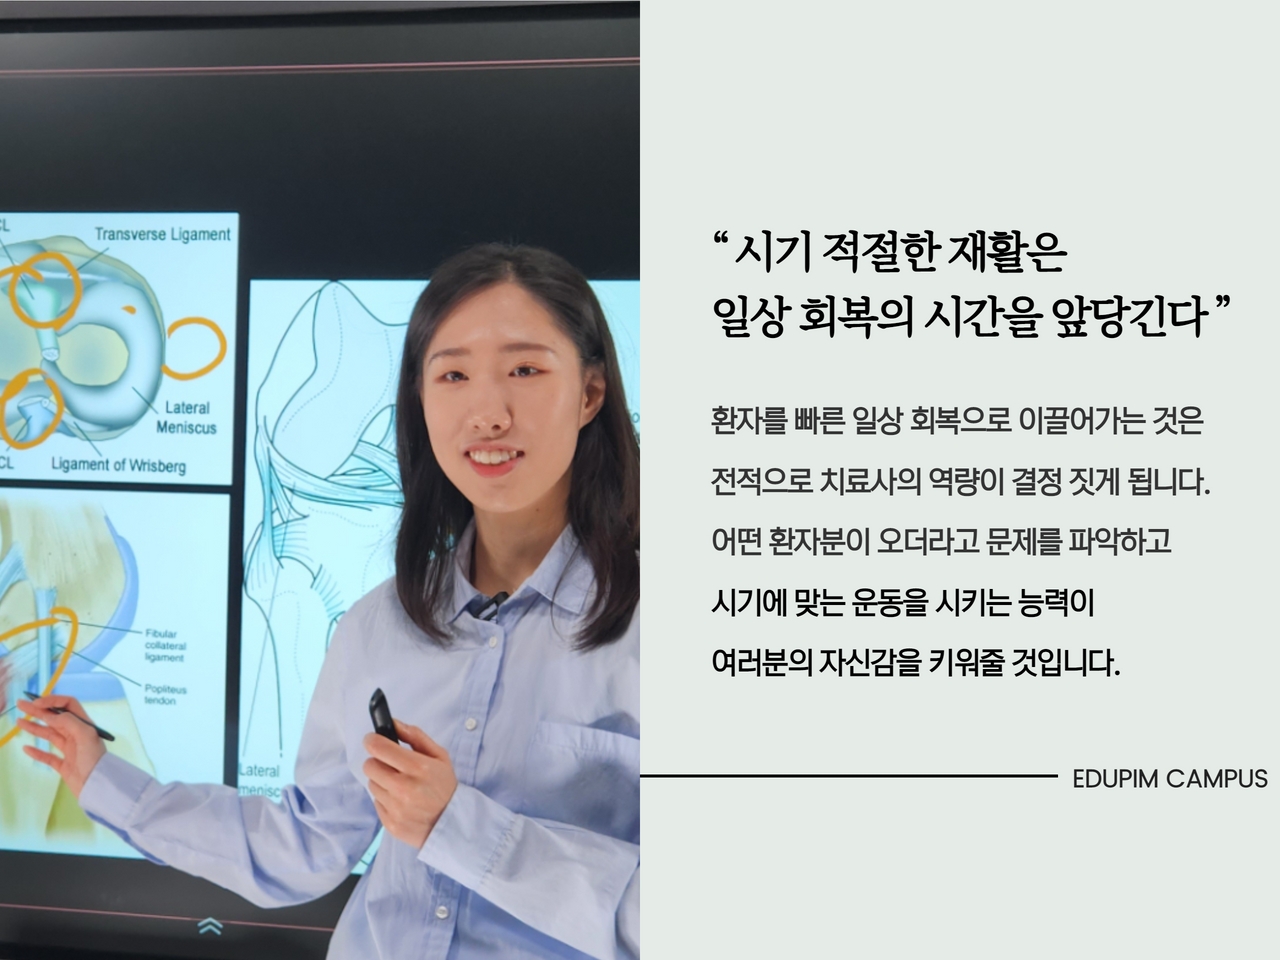 CL
Transverse Ligament
Lateral
Meniscus
CL
Ligament of Wrisberg
Fibular
collateral
ligament
Popliteus
tendon
Lateral
“ 시기 적절한 재활은
일상 회복의 시간을 앞당긴다 ”
환자를 빠른 일상 회복으로 이끌어가는 것은
전적으로 치료사의 역량이 결정 짓게 됩니다.
어떤 환자분이 오더라고 문제를 파악하고
시기에 맞는 운동을 시키는 능력이
여러분의 자신감을 키워줄 것입니다.
EDUPIM CAMPUS